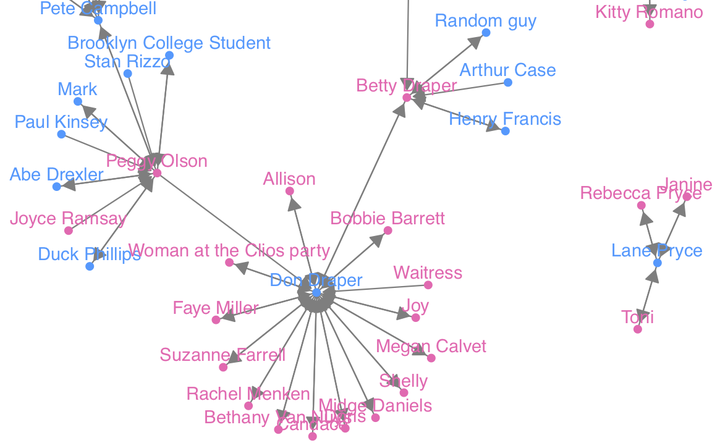 Pete Campbell
Kitty Romano
Random guy
Brooklyn College Student
Stan Rizzo
Arthur Case
Mark
Betty Draper
Paul Kinsey
Henry Francis
Peggy Olson
Abe Drexler
Allison
Janine
Rebecca Pryce
Joyce Ramsay
Bobbie Barrett
Duck Phillips
Woman at the Clios party
Lane Pryce
Don Draper
Waitress
Faye Miller
Joy
Toni
Megan Calvet
Suzanne Farrell
Shelly
Rachel Menken
Midge Daniels
Bethany Van Nuys
Doris
Candace